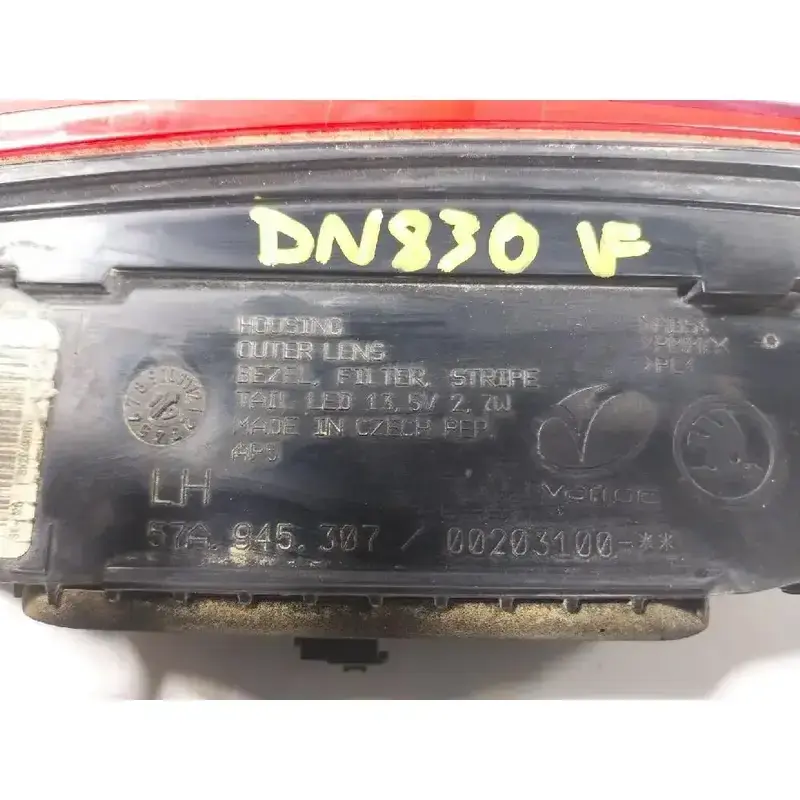 DN830 VF
HOUSING
OUTER LENS
BEZEL, FILTER, STRIPE
TAIL LED 13,5V 2,7W
MADE IN CZECH REP.
LH
57A.945.307 / 00203100-**